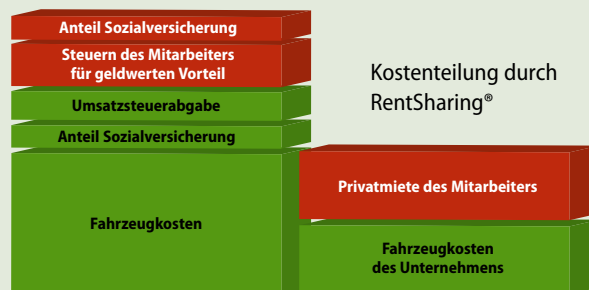 Anteil Sozialversicherung
Steuern des Mitarbeiters
für geldwerten Vorteil
Umsatzsteuerabgabe
Anteil Sozialversicherung
Fahrzeugkosten
Kostenteilung durch
RentSharing®
Privatmiete des Mitarbeiters
Fahrzeugkosten
des Unternehmens